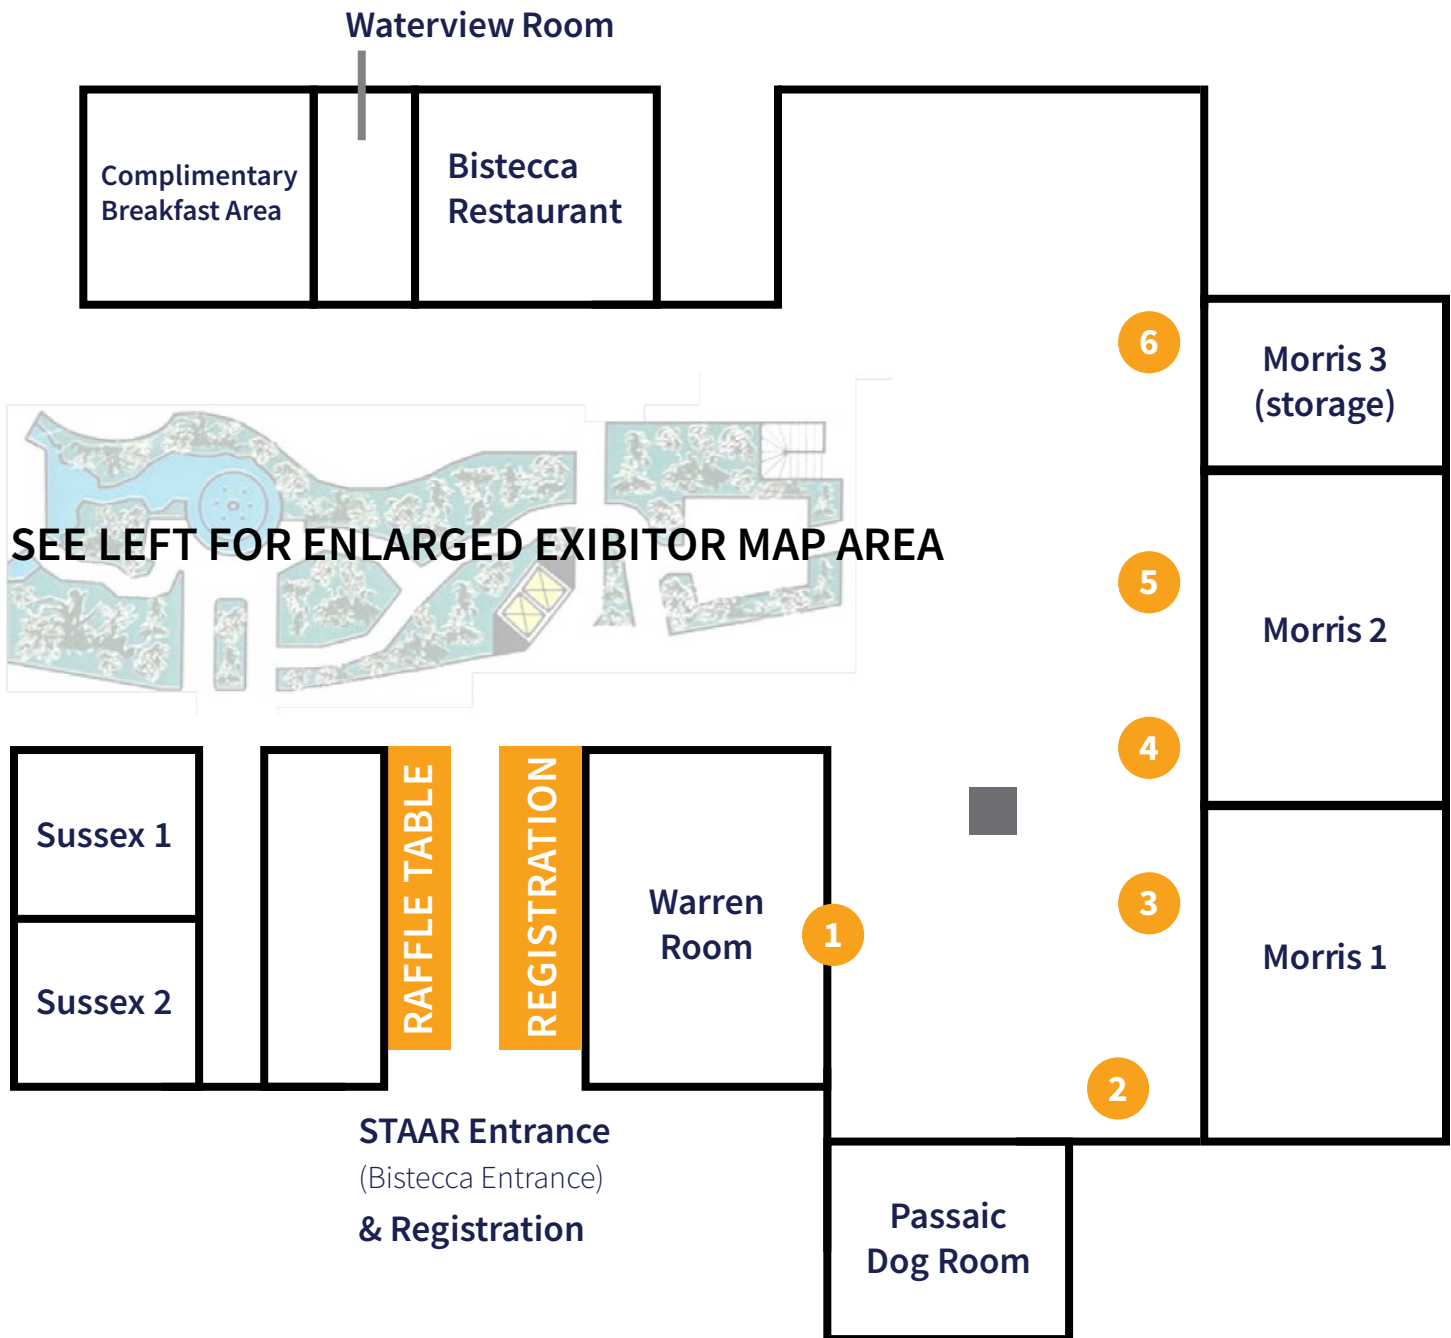 Waterview Room
Complimentary
Breakfast Area
Bistecca
Restaurant
6
Morris 3
(storage)
SEE LEFT FOR ENLARGED EXIBITOR MAP AREA
5
Morris 2
4
Sussex 1
Sussex 2
RAFFLE TABLE
REGISTRATION
Warren
Room
1
3
Morris 1
2
STAAR Entrance
(Bistecca Entrance)
& Registration
Passaic
Dog Room